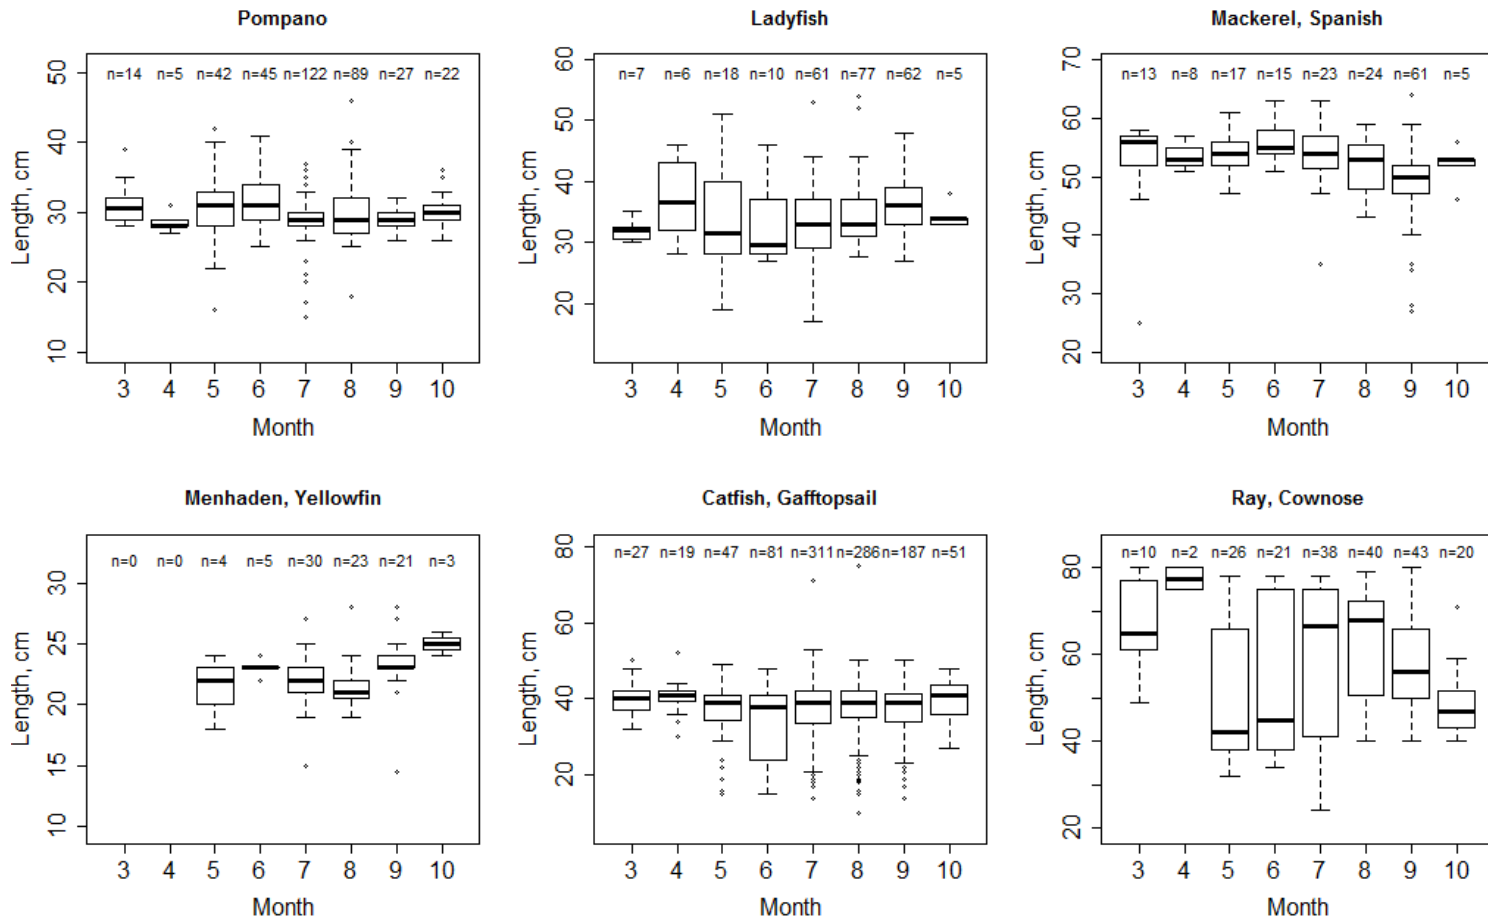 Pompano
n=14 n=5 n=42 n=45 n=122 n=89 n=27 n=22
Length, cm
50
40
30
20
10
3 4 5 6 7 8 9 10
Month
Ladyfish
n=7 n=6 n=18 n=10 n=61 n=77 n=62 n=5
Length, cm
60
50
40
30
20
3 4 5 6 7 8 9 10
Month
Mackerel, Spanish
n=13 n=8 n=17 n=15 n=23 n=24 n=61 n=5
Length, cm
70
60
50
40
30
20
3 4 5 6 7 8 9 10
Month
Menhaden, Yellowfin
n=0 n=0 n=4 n=5 n=30 n=23 n=21 n=3
Length, cm
30
25
20
15
10
3 4 5 6 7 8 9 10
Month
Catfish, Gafftopsail
n=27 n=19 n=47 n=81 n=311 n=286 n=187 n=51
Length, cm
80
60
40
20
3 4 5 6 7 8 9 10
Month
Ray, Cownose
n=10 n=2 n=26 n=21 n=38 n=40 n=43 n=20
Length, cm
80
60
40
20
3 4 5 6 7 8 9 10
Month